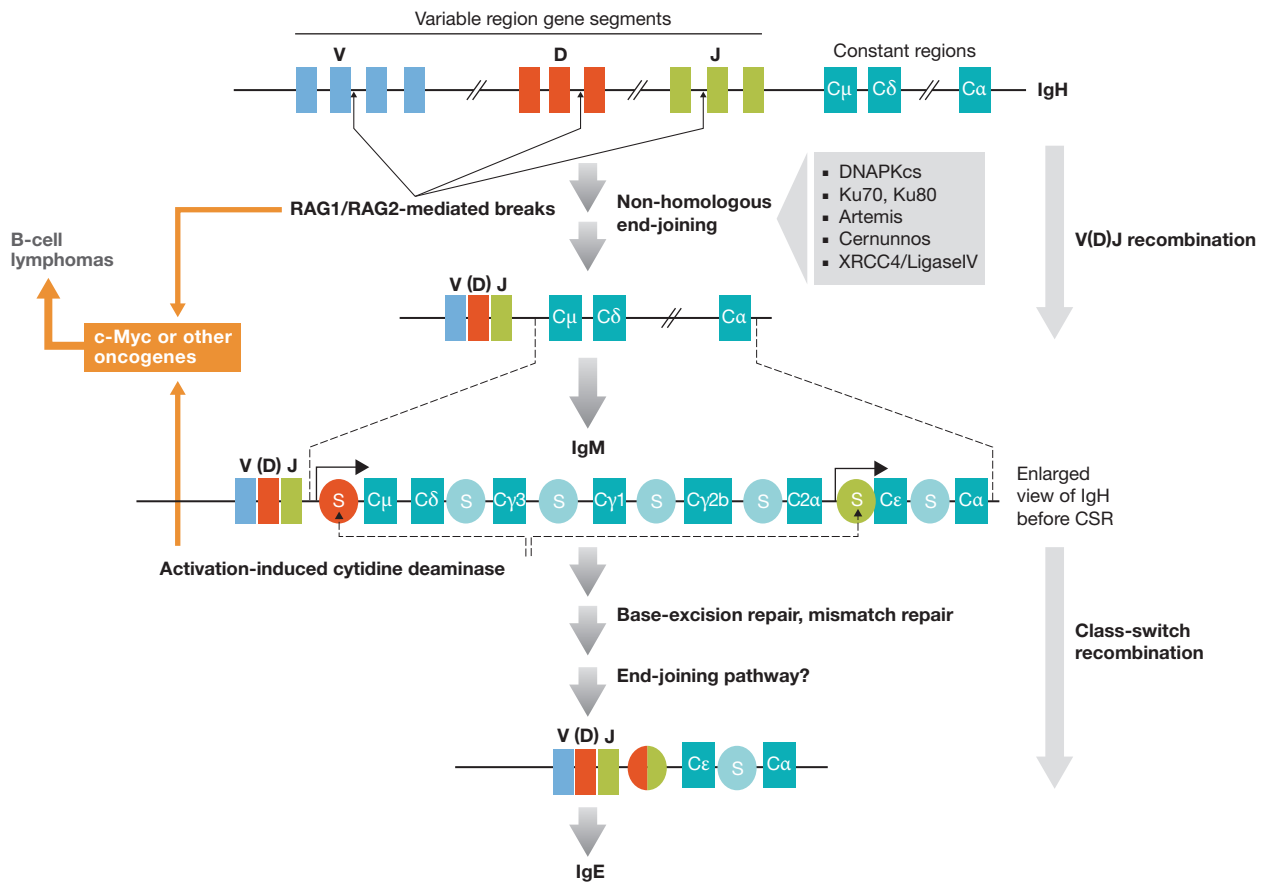 Variable region gene segments
V
D
J
Constant regions
Cμ
Cδ
Cα
IgH
RAG1/RAG2-mediated breaks
Non-homologous
end-joining
▪ DNAPKcs
▪ Ku70, Ku80
▪ Artemis
▪ Cernunnos
▪ XRCC4/LigaseIV
V(D)J recombination
B-cell
lymphomas
c-Myc or other
oncogenes
V (D) J
Cμ
Cδ
Cα
IgM
V (D) J
S
Cμ
Cδ
S
Cγ3
S
Cγ1
S
Cγ2b
S
C2α
S
Cε
S
Cα
Enlarged
view of IgH
before CSR
Activation-induced cytidine deaminase
Base-excision repair, mismatch repair
Class-switch
recombination
End-joining pathway?
V (D) J
Cε
S
Cα
IgE